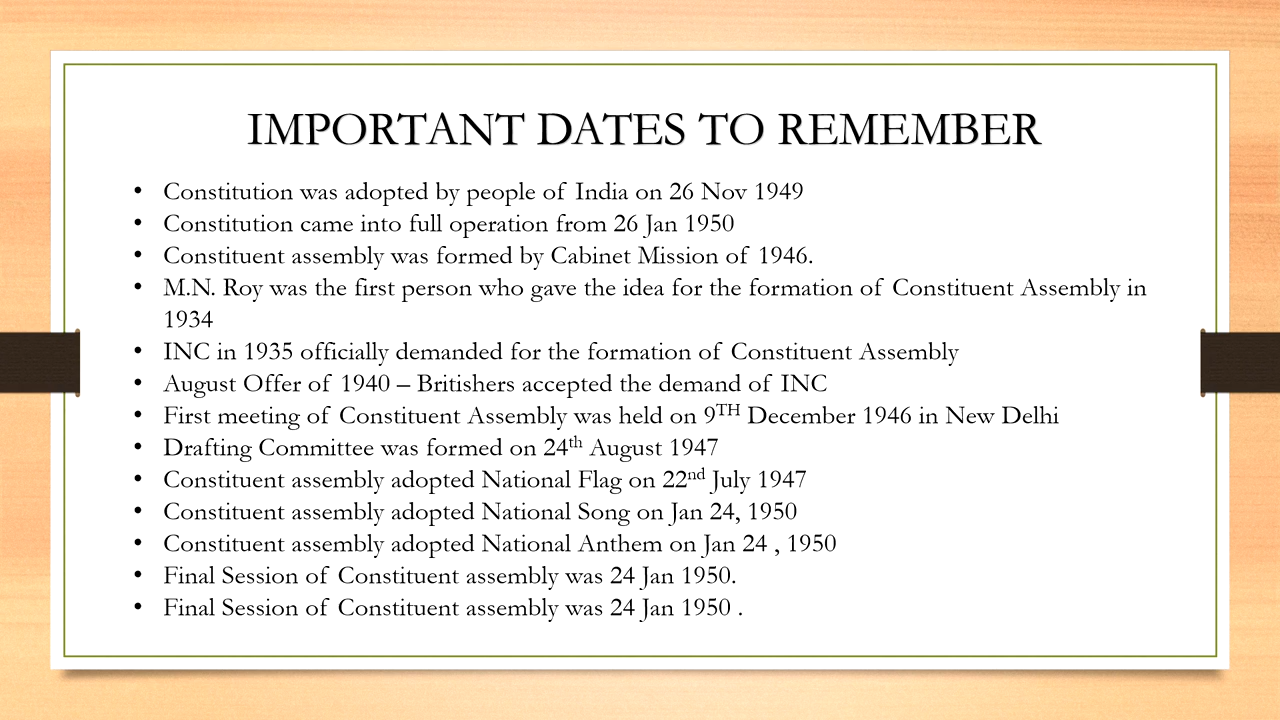 IMPORTANT DATES TO REMEMBER
• Constitution was adopted by people of India on 26 Nov 1949
• Constitution came into full operation from 26 Jan 1950
• Constituent assembly was formed by Cabinet Mission of 1946.
• M.N. Roy was the first person who gave the idea for the formation of Constituent Assembly in
1934
• INC in 1935 officially demanded for the formation of Constituent Assembly
• August Offer of 1940 – Britishers accepted the demand of INC
• First meeting of Constituent Assembly was held on 9TH December 1946 in New Delhi
• Drafting Committee was formed on 24th August 1947
• Constituent assembly adopted National Flag on 22nd July 1947
• Constituent assembly adopted National Song on Jan 24, 1950
• Constituent assembly adopted National Anthem on Jan 24 , 1950
• Final Session of Constituent assembly was 24 Jan 1950.
• Final Session of Constituent assembly was 24 Jan 1950 .